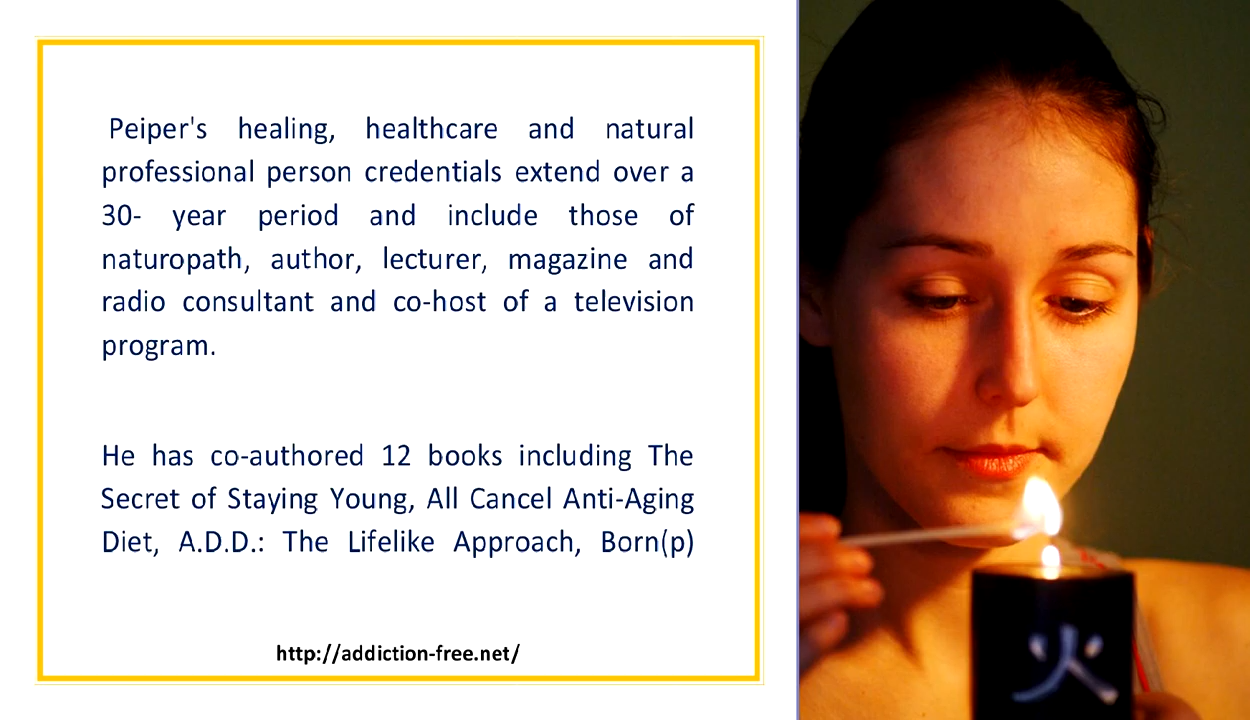 Peiper's healing, healthcare and natural
professional person credentials extend over a
30- year period and include those of
naturopath, author, lecturer, magazine and
radio consultant and co-host of a television
program.
He has co-authored 12 books including The
Secret of Staying Young, All Cancel Anti-Aging
Diet, A.D.D.: The Lifelike Approach, Born(p)
http://addiction-free.net/
火